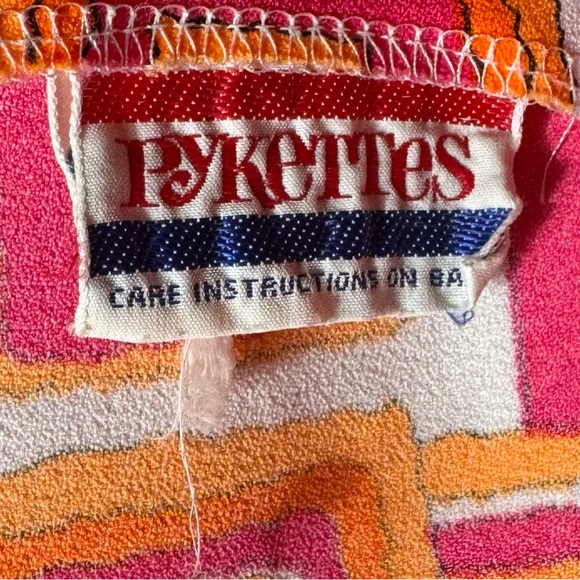 PYKETTES
CARE INSTRUCTIONS ON BA